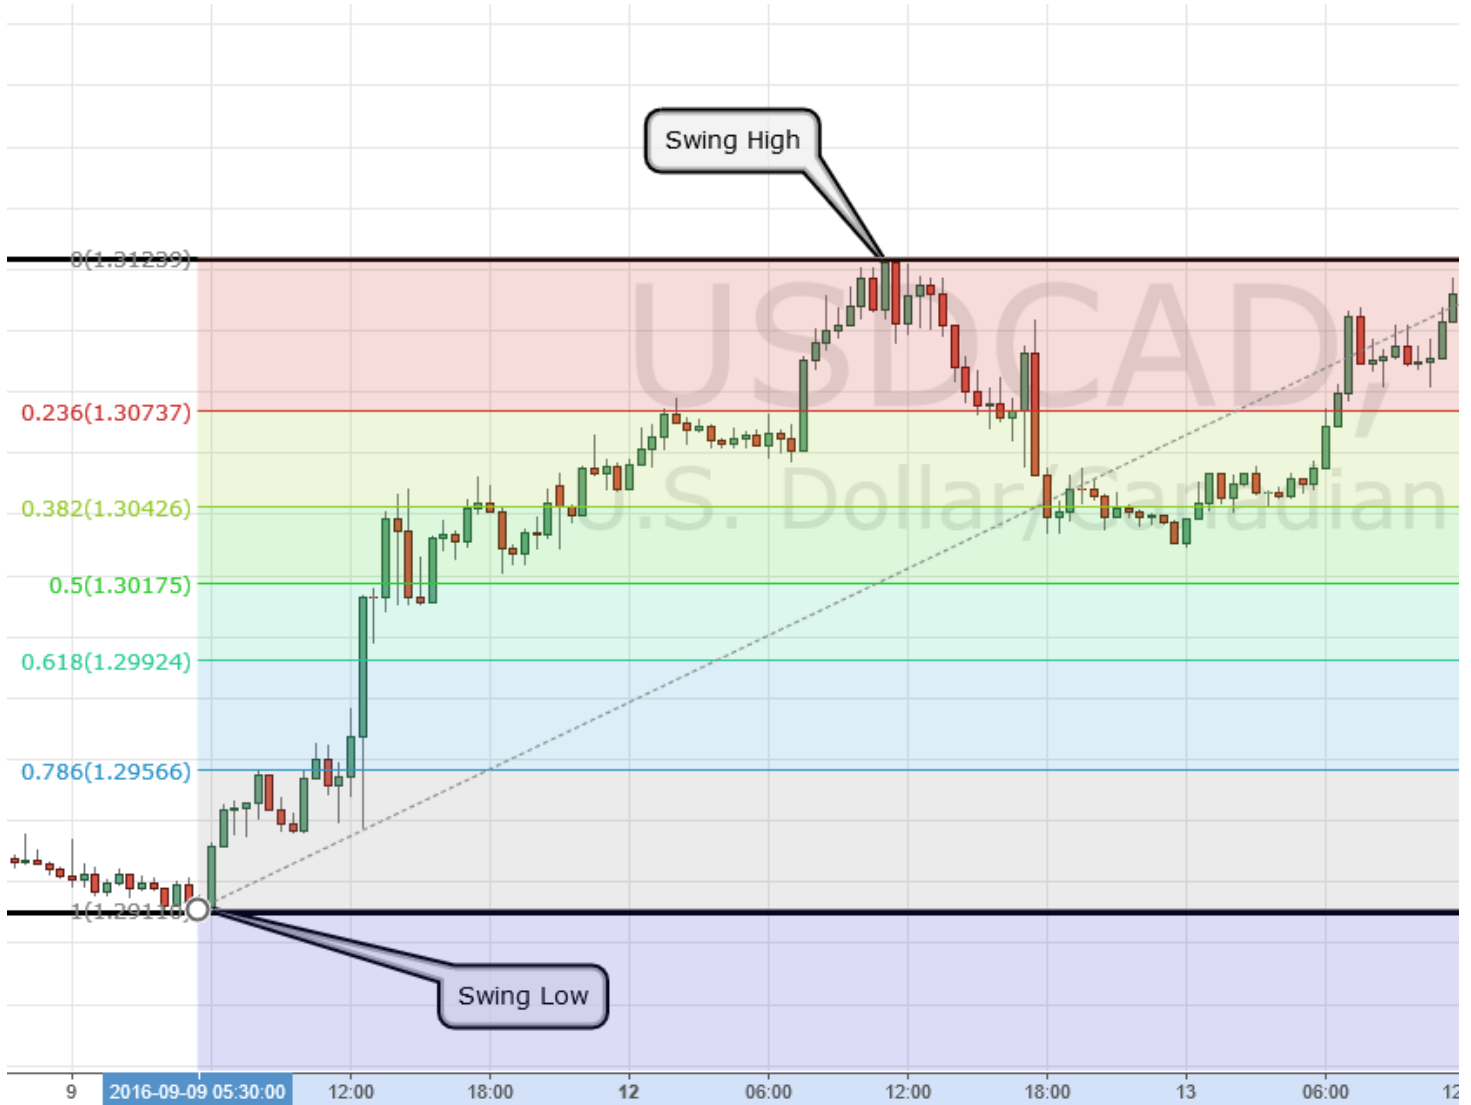 Swing High
0(1.31239)
USDCAD,
0.236(1.30737)
U.S. Dollar/Canadian
0.382(1.30426)
0.5(1.30175)
0.618(1.29924)
0.786(1.29566)
Swing Low
9 2016-09-09 05:30:00 12:00 18:00 12 06:00 12:00 18:00 13 06:00